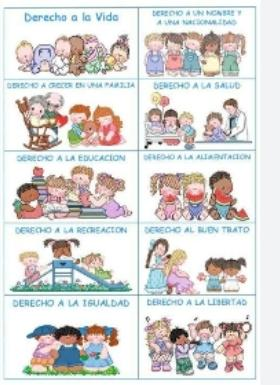 Derecho a la Vida
DERECHO A UN NOMBRE Y
A UNA NACIONALIDAD
DERECHO A CRECER EN UNA FAMILIA
DERECHO A LA SALUD
DERECHO A LA EDUCACION
DERECHO A LA ALIMENTACION
DERECHO A LA RECREACION
DERECHO AL BUEN TRATO
DERECHO A LA IGUALDAD
DERECHO A LA LIBERTAD